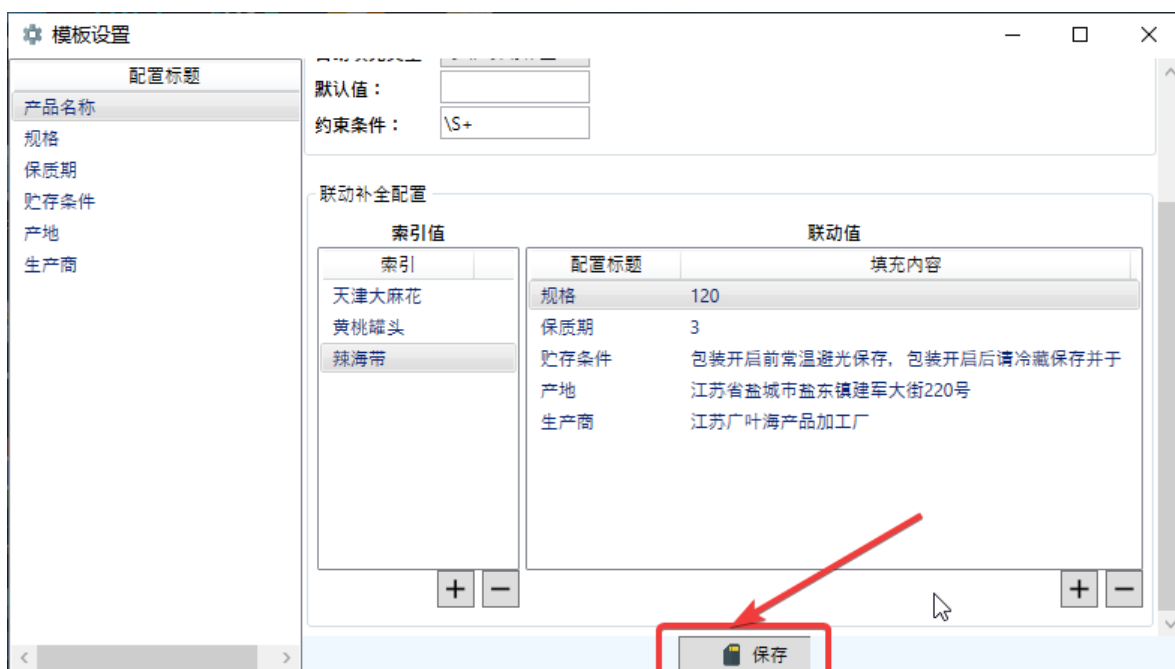 模板设置
配置标题
产品名称
规格
保质期
贮存条件
产地
生产商
默认值：
约束条件： \S+
联动补全配置
索引值
索引
天津大麻花
黄桃罐头
辣海带
联动值
配置标题 填充内容
规格 120
保质期 3
贮存条件 包装开启前常温避光保存，包装开启后请冷藏保存并于
产地 江苏省盐城市盐东镇建军大街220号
生产商 江苏广叶海产品加工厂
保存